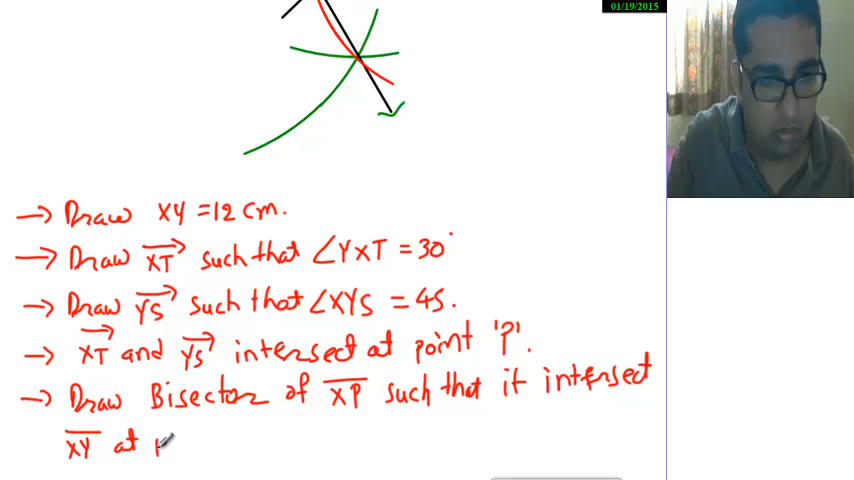 01/19/2015
→ Draw XY = 12 cm.
→ Draw XT such that ∠YXT = 30°
→ Draw YS such that ∠XYS = 45.
→ XT and YS intersect at point 'P'.
→ Draw Bisector of XP such that it intersect
XY at